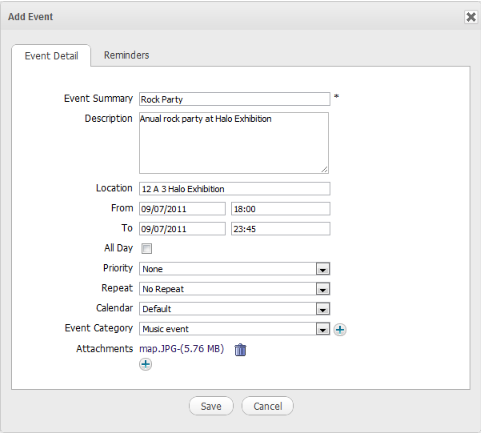 Add Event
Event Detail Reminders
Event Summary Rock Party *
Description Anual rock party at Halo Exhibition
Location 12 A 3 Halo Exhibition
From 09/07/2011 18:00
To 09/07/2011 23:45
All Day
Priority None
Repeat No Repeat
Calendar Default
Event Category Music event
Attachments map.JPG-(5.76 MB)
Save Cancel